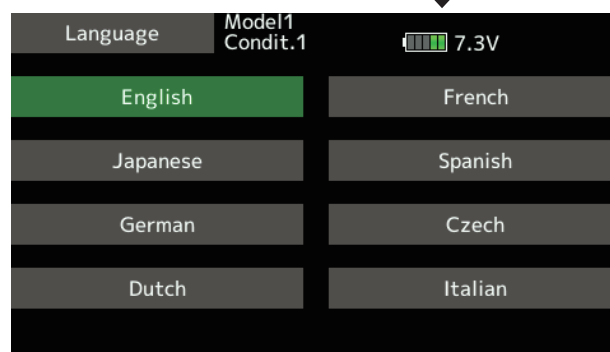 Language
Model1
Condit.1
7.3V
English
French
Japanese
Spanish
German
Czech
Dutch
Italian